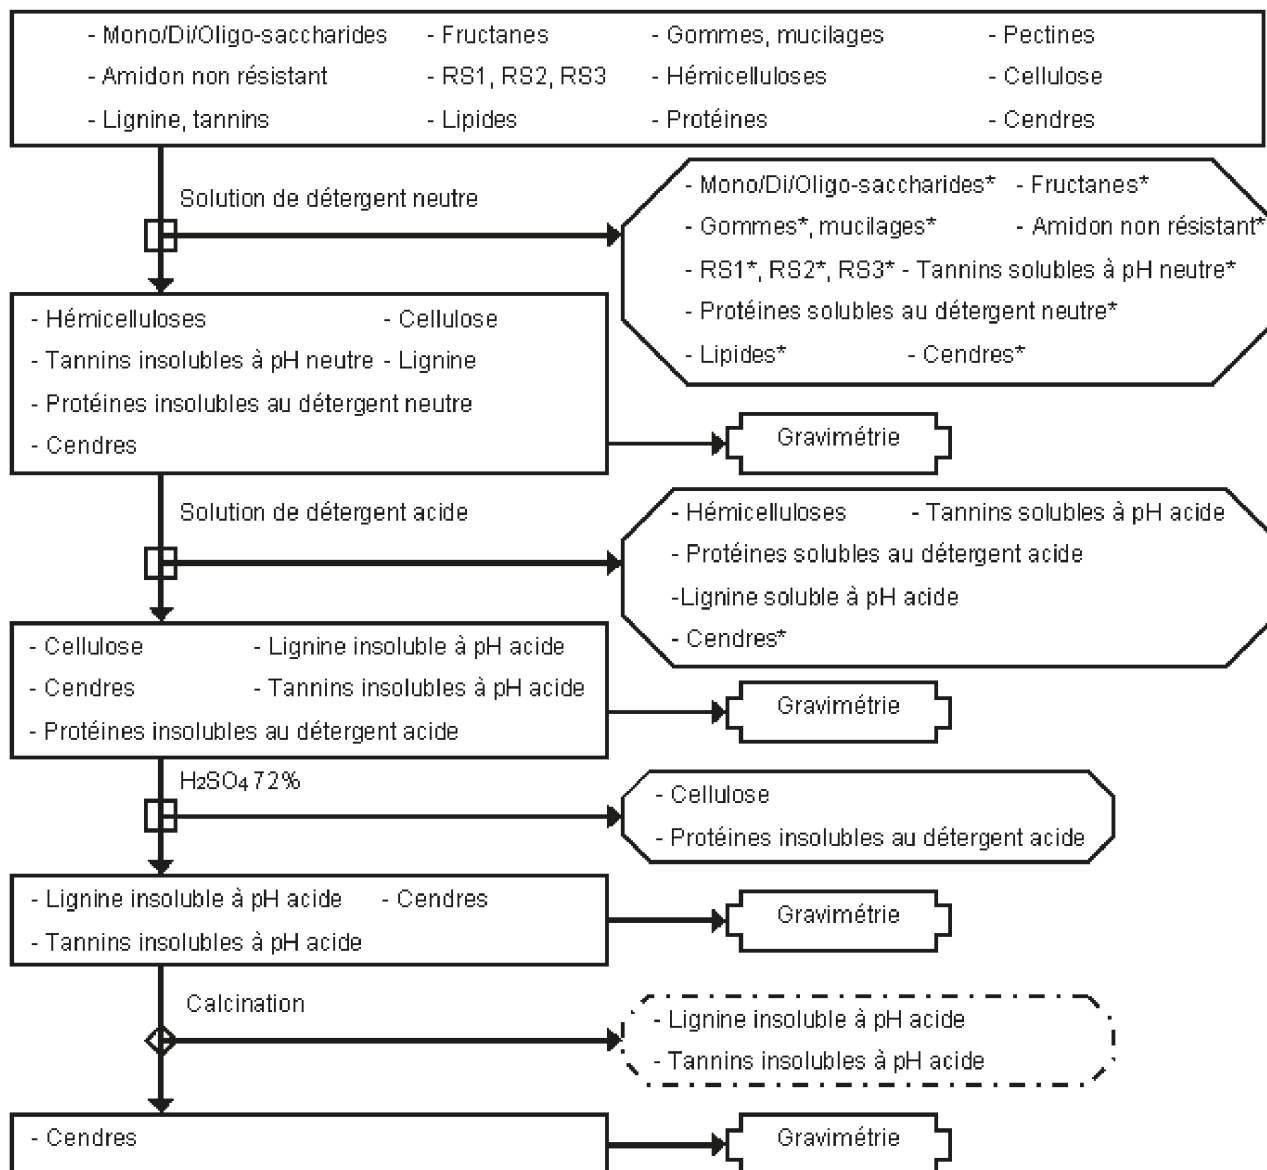 - Mono/Di/Oligo-saccharides - Fructanes - Gommes, mucilages - Pectines
- Amidon non résistant - RS1, RS2, RS3 - Hémicelluloses - Cellulose
- Lignine, tannins - Lipides - Protéines - Cendres
Solution de détergent neutre
- Mono/Di/Oligo-saccharides* - Fructanes*
- Gommes*, mucilages* - Amidon non résistant*
- RS1*, RS2*, RS3* - Tannins solubles à pH neutre*
- Protéines solubles au détergent neutre*
- Lipides* - Cendres*
- Hémicelluloses - Cellulose
- Tannins insolubles à pH neutre - Lignine
- Protéines insolubles au détergent neutre
- Cendres
Gravimétrie
Solution de détergent acide
- Hémicelluloses - Tannins solubles à pH acide
- Protéines solubles au détergent acide
-Lignine soluble à pH acide
- Cendres*
- Cellulose - Lignine insoluble à pH acide
- Cendres - Tannins insolubles à pH acide
- Protéines insolubles au détergent acide
Gravimétrie
H₂SO₄ 72%
- Cellulose
- Protéines insolubles au détergent acide
- Lignine insoluble à pH acide - Cendres
- Tannins insolubles à pH acide
Gravimétrie
Calcination
- Lignine insoluble à pH acide
- Tannins insolubles à pH acide
- Cendres
Gravimétrie